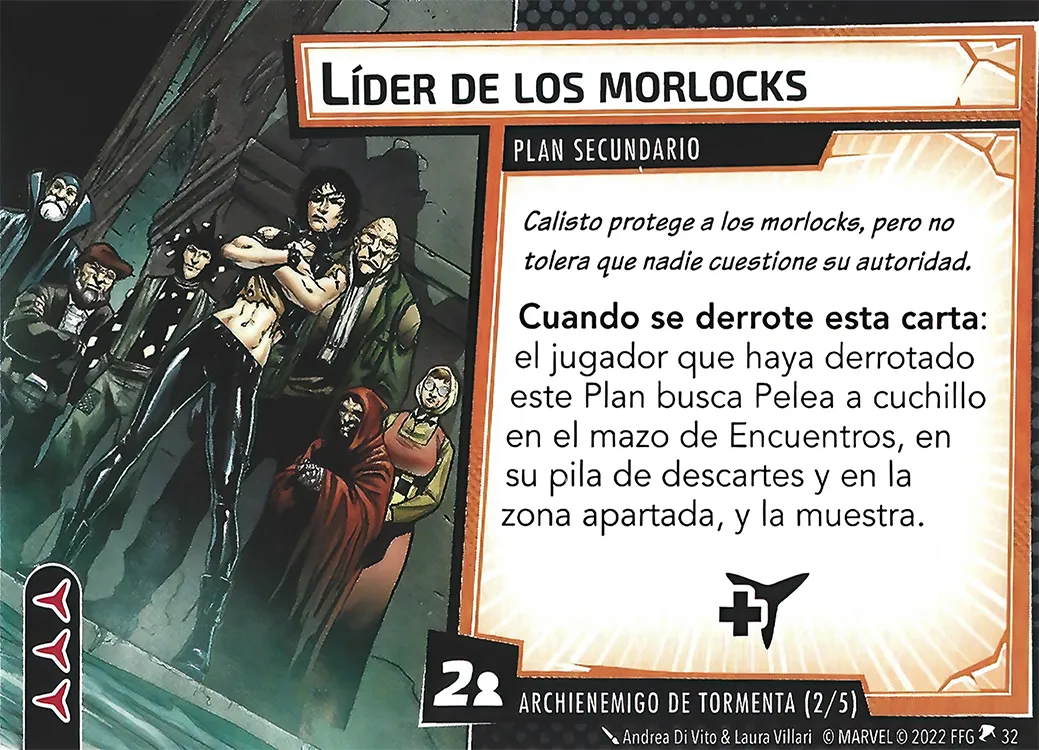 LÍDER DE LOS MORLOCKS
PLAN SECUNDARIO
Calisto protege a los morlocks, pero no
tolera que nadie cuestione su autoridad.
Cuando se derrote esta carta:
el jugador que haya derrotado
este Plan busca Pelea a cuchillo
en el mazo de Encuentros, en
su pila de descartes y en la
zona apartada, y la muestra.
2
ARCHIENEMIGO DE TORMENTA (2/5)
Andrea Di Vito & Laura Villari © MARVEL © 2022 FFG 32